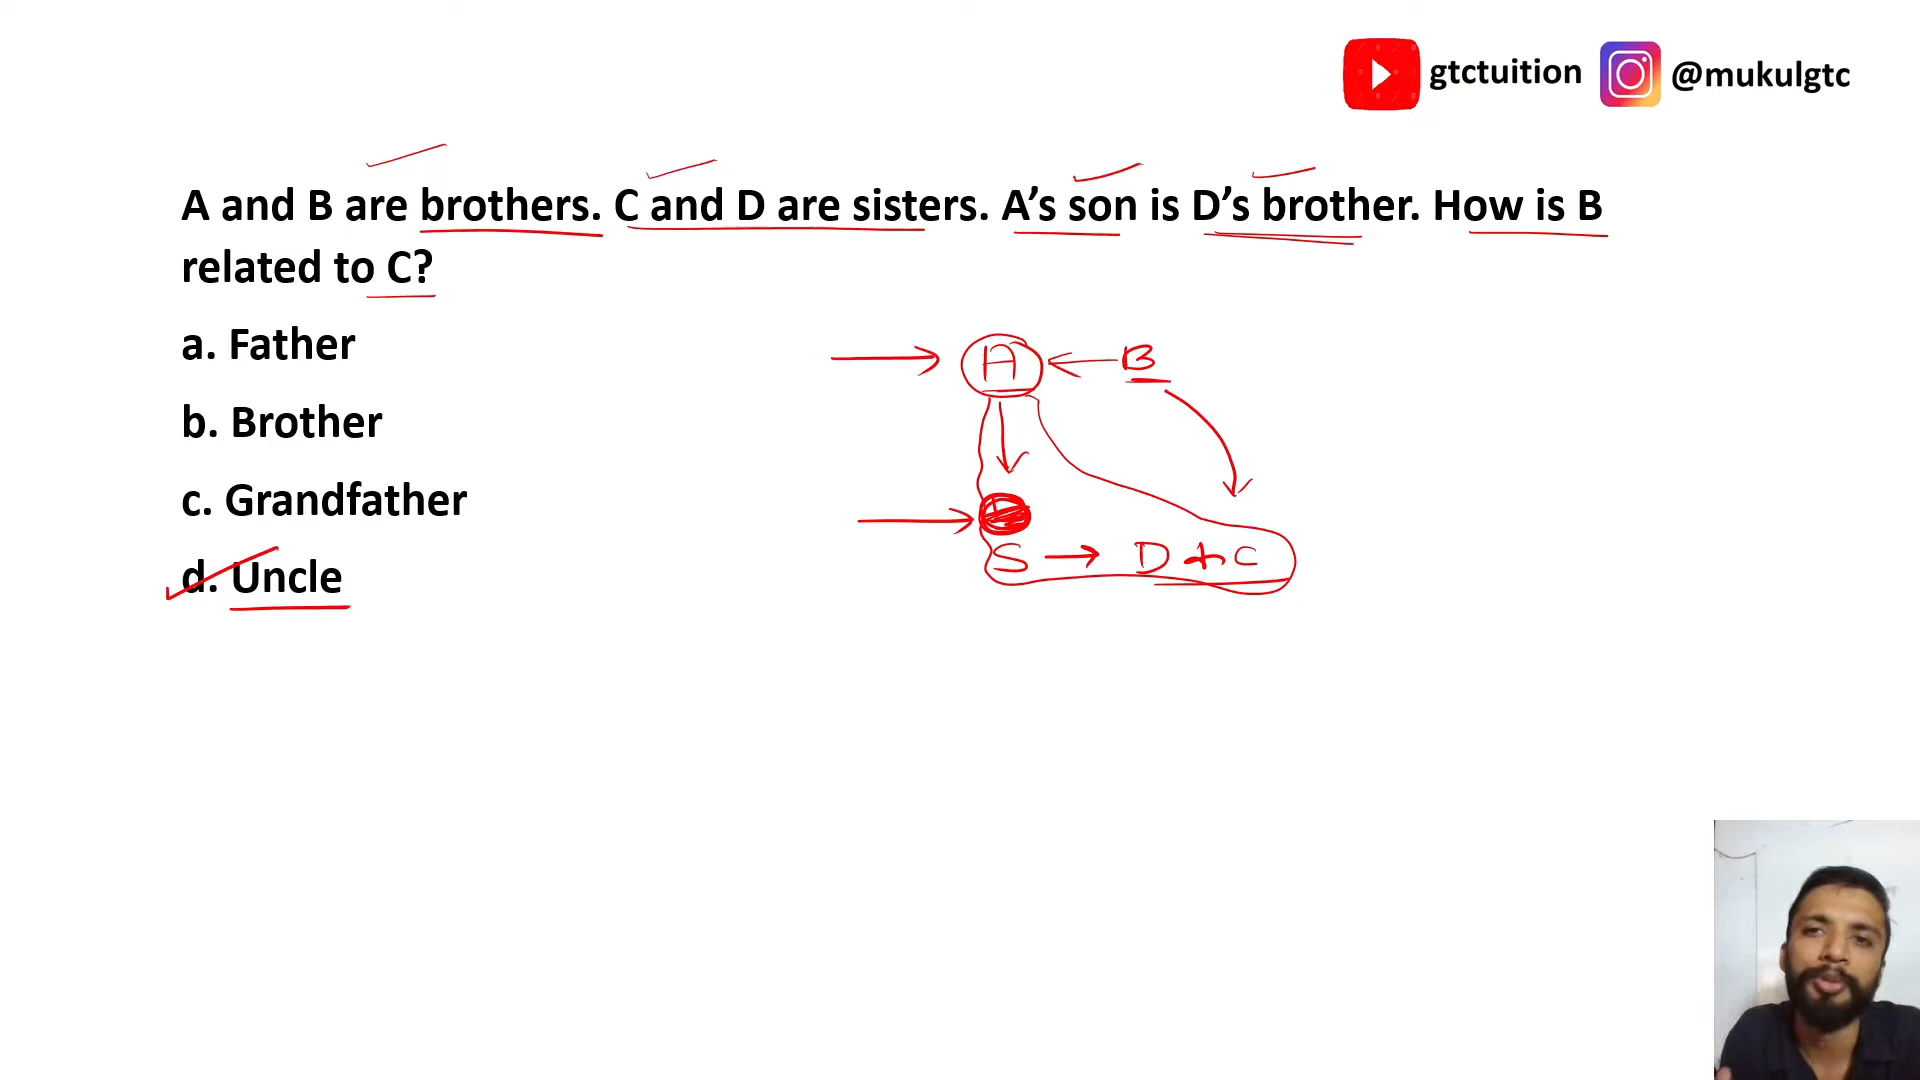 gtctuition @mukulgtc
A and B are brothers. C and D are sisters. A’s son is D’s brother. How is B
related to C?
a. Father
b. Brother
c. Grandfather
d. Uncle
A B
S → D + C